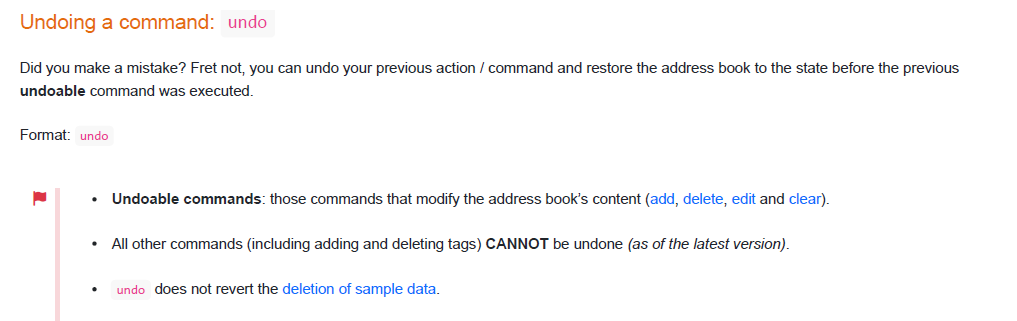 Undoing a command: undo
Did you make a mistake? Fret not, you can undo your previous action / command and restore the address book to the state before the previous
undoable command was executed.
Format: undo
• Undoable commands: those commands that modify the address book's content (add, delete, edit and clear).
• All other commands (including adding and deleting tags) CANNOT be undone (as of the latest version).
• undo does not revert the deletion of sample data.